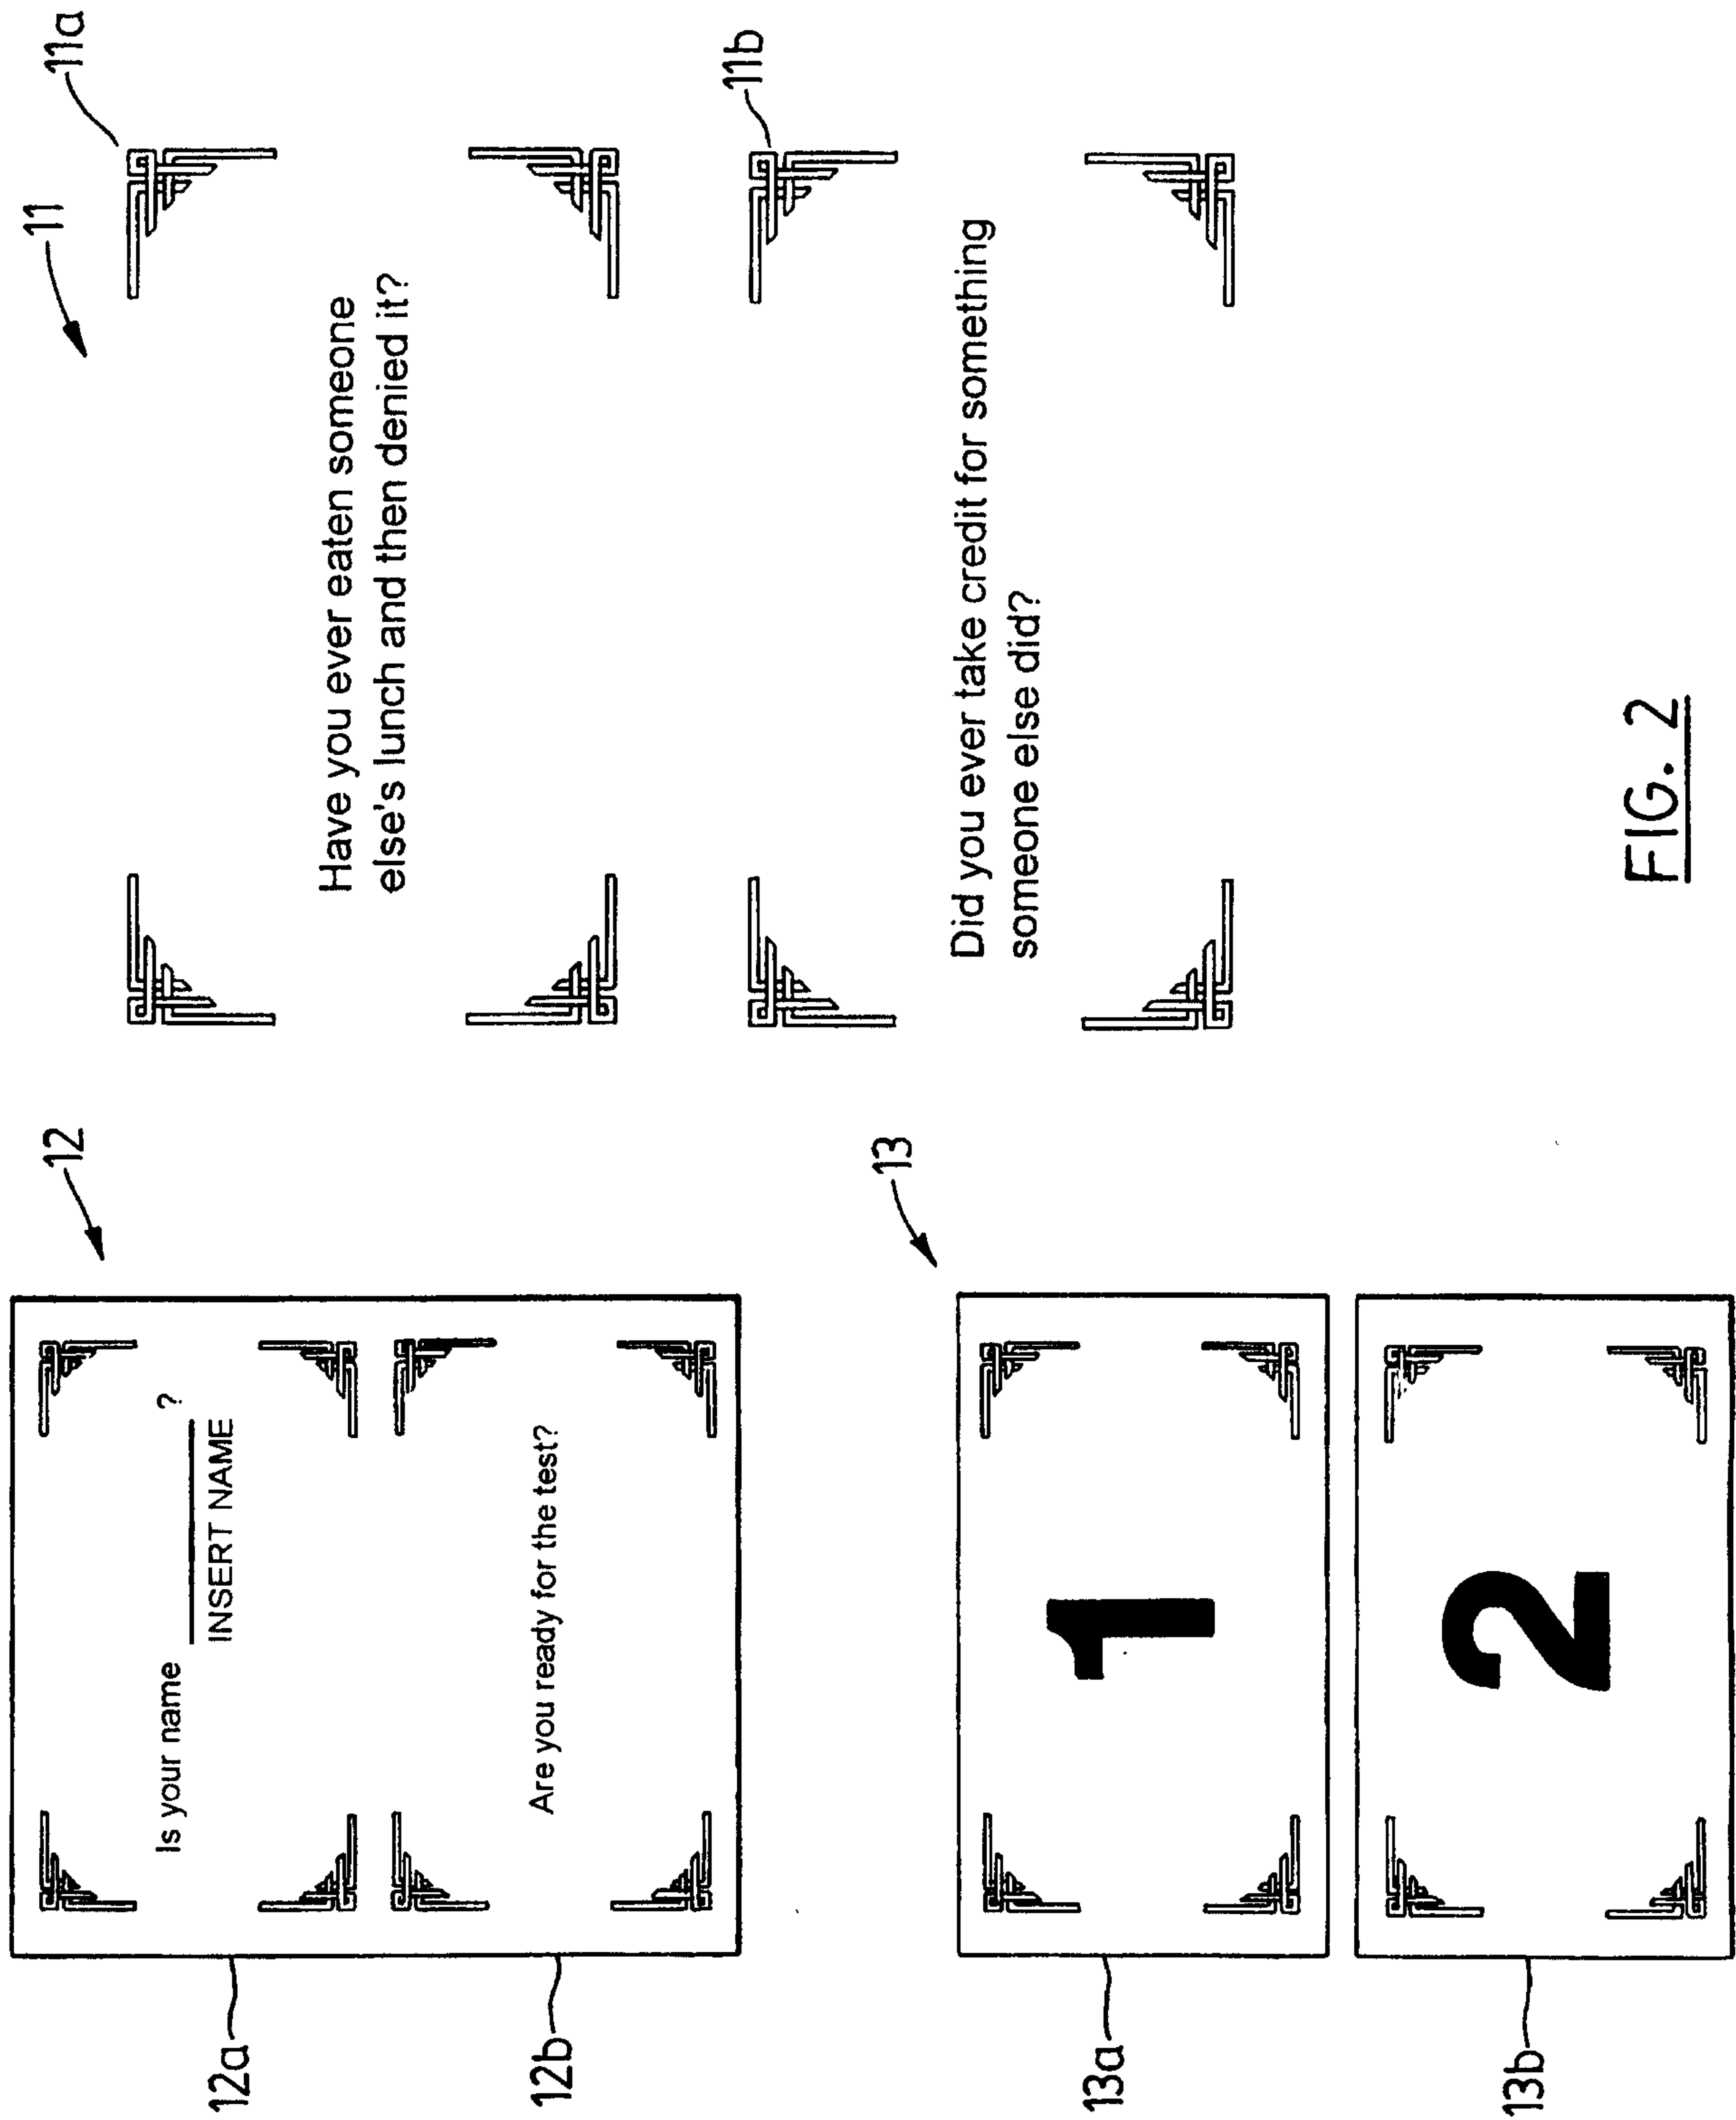 12
12a
Is your name ?
INSERT NAME
12b
Are you ready for the test?
11
11a
Have you ever eaten someone
else's lunch and then denied it?
11b
Did you ever take credit for something
someone else did?
13
13a
1
13b
2
FIG. 2